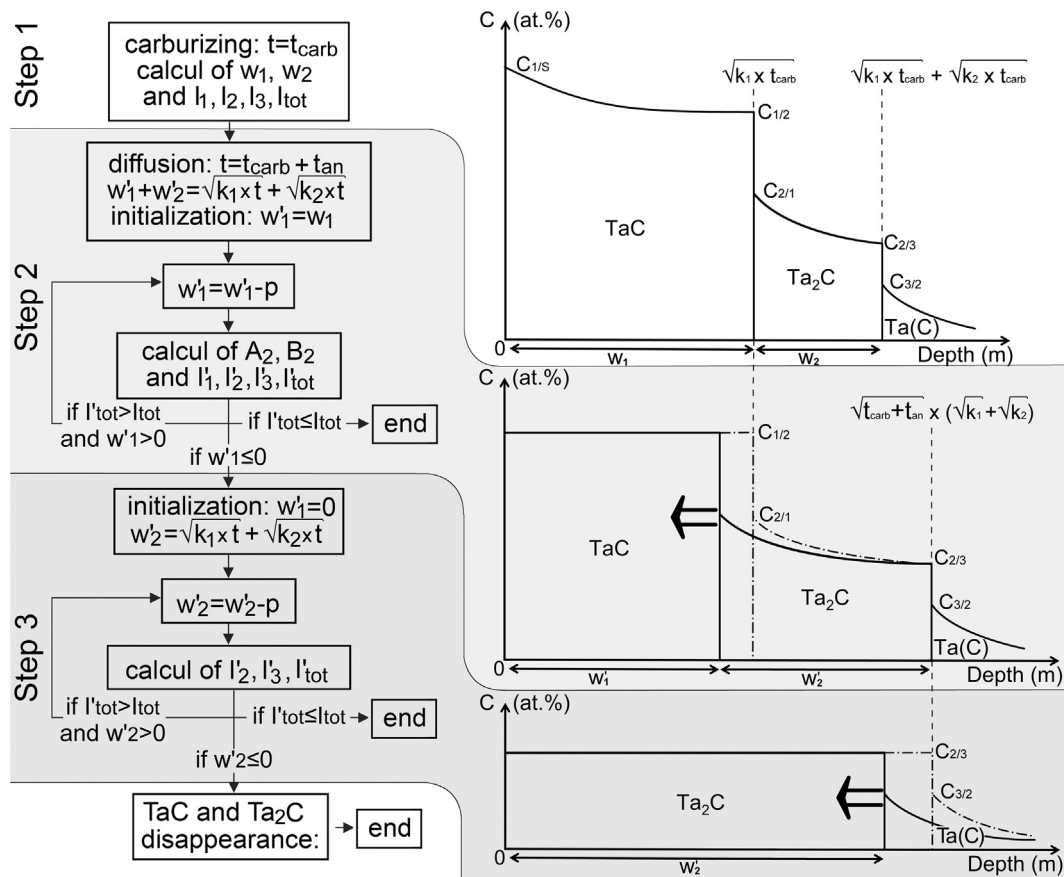 Step 1
carburizing: t=tcarb
calcul of w₁, w₂
and I₁, I₂, I₃, Itot
Step 2
diffusion: t=tcarb + tan
w'₁+w'₂=√k₁×t + √k₂×t
initialization: w'₁=w₁
w'₁=w'₁-p
calcul of A₂, B₂
and I'₁, I'₂, I'₃, I'tot
if I'tot>Itot
and w'₁>0
if I'tot≤Itot
end
if w'₁≤0
Step 3
initialization: w'₁=0
w'₂=√k₁×t + √k₂×t
w'₂=w'₂-p
calcul of I'₂, I'₃, I'tot
if I'tot>Itot
and w'₂>0
if I'tot≤Itot
end
if w'₂≤0
TaC and Ta₂C
disappearance:
end
C (at.%)
C1/S
√k₁ × tcarb
√k₁ × tcarb + √k₂ × tcarb
C1/2
C2/1
C2/3
C3/2
TaC
Ta₂C
Ta(C)
0
w₁
w₂
Depth (m)
C (at.%)
√tcarb+tan × (√k₁+√k₂)
C1/2
C2/1
C2/3
C3/2
TaC
Ta₂C
Ta(C)
0
w'₁
w'₂
Depth (m)
C (at.%)
C2/3
C3/2
Ta₂C
Ta(C)
0
w'₂
Depth (m)